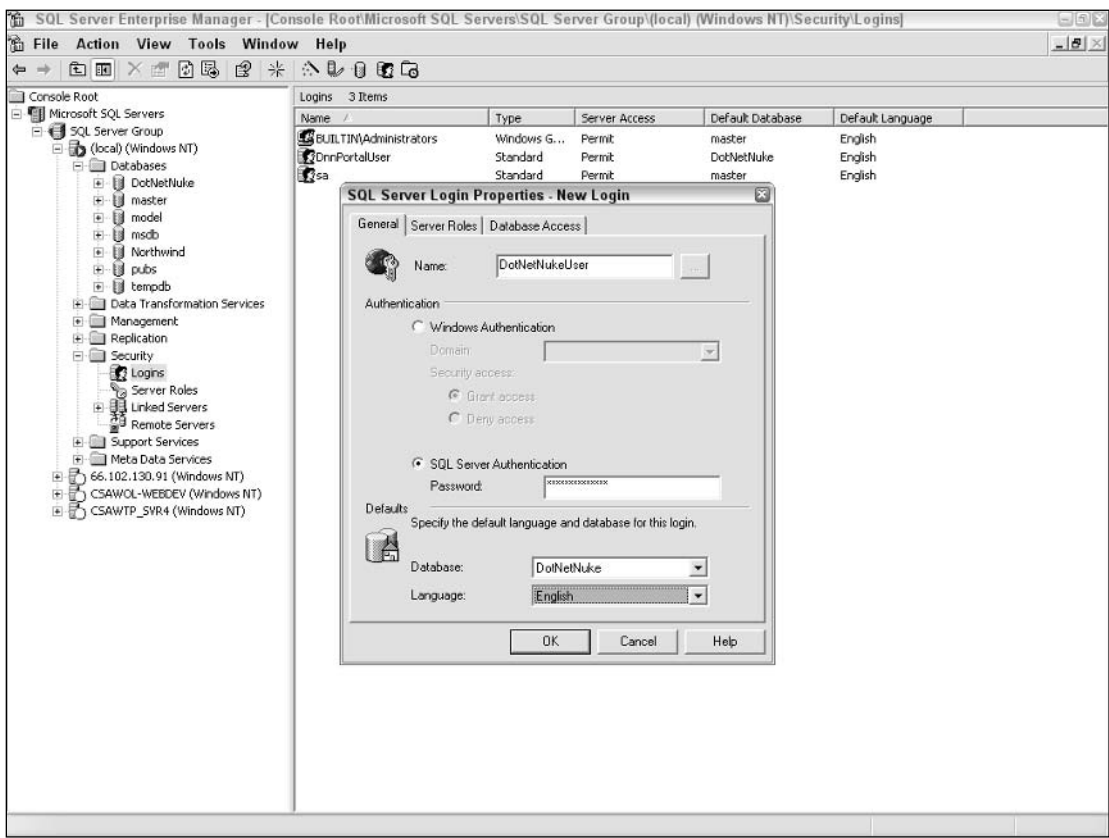 SQL Server Enterprise Manager - [Console Root\Microsoft SQL Servers\SQL Server Group\(local) (Windows NT)\Security\Logins]
File Action View Tools Window Help
Console Root
Microsoft SQL Servers
SQL Server Group
(local) (Windows NT)
Databases
DotNetNuke
master
model
msdb
Northwind
pubs
tempdb
Data Transformation Services
Management
Replication
Security
Logins
Server Roles
Linked Servers
Remote Servers
Support Services
Meta Data Services
66.102.130.91 (Windows NT)
CSAWOL-WEBDEV (Windows NT)
CSAWTP_SVR4 (Windows NT)
Logins 3 Items
Name Type Server Access Default Database Default Language
BUILTIN\Administrators Windows G... Permit master English
DnnPortalUser Standard Permit DotNetNuke English
sa Standard Permit master English
SQL Server Login Properties - New Login
General Server Roles Database Access
Name: DotNetNukeUser ...
Authentication
Windows Authentication
Domain:
Security access:
Grant access
Deny access
SQL Server Authentication
Password:
Defaults
Specify the default language and database for this login.
Database: DotNetNuke
Language: English
OK Cancel Help